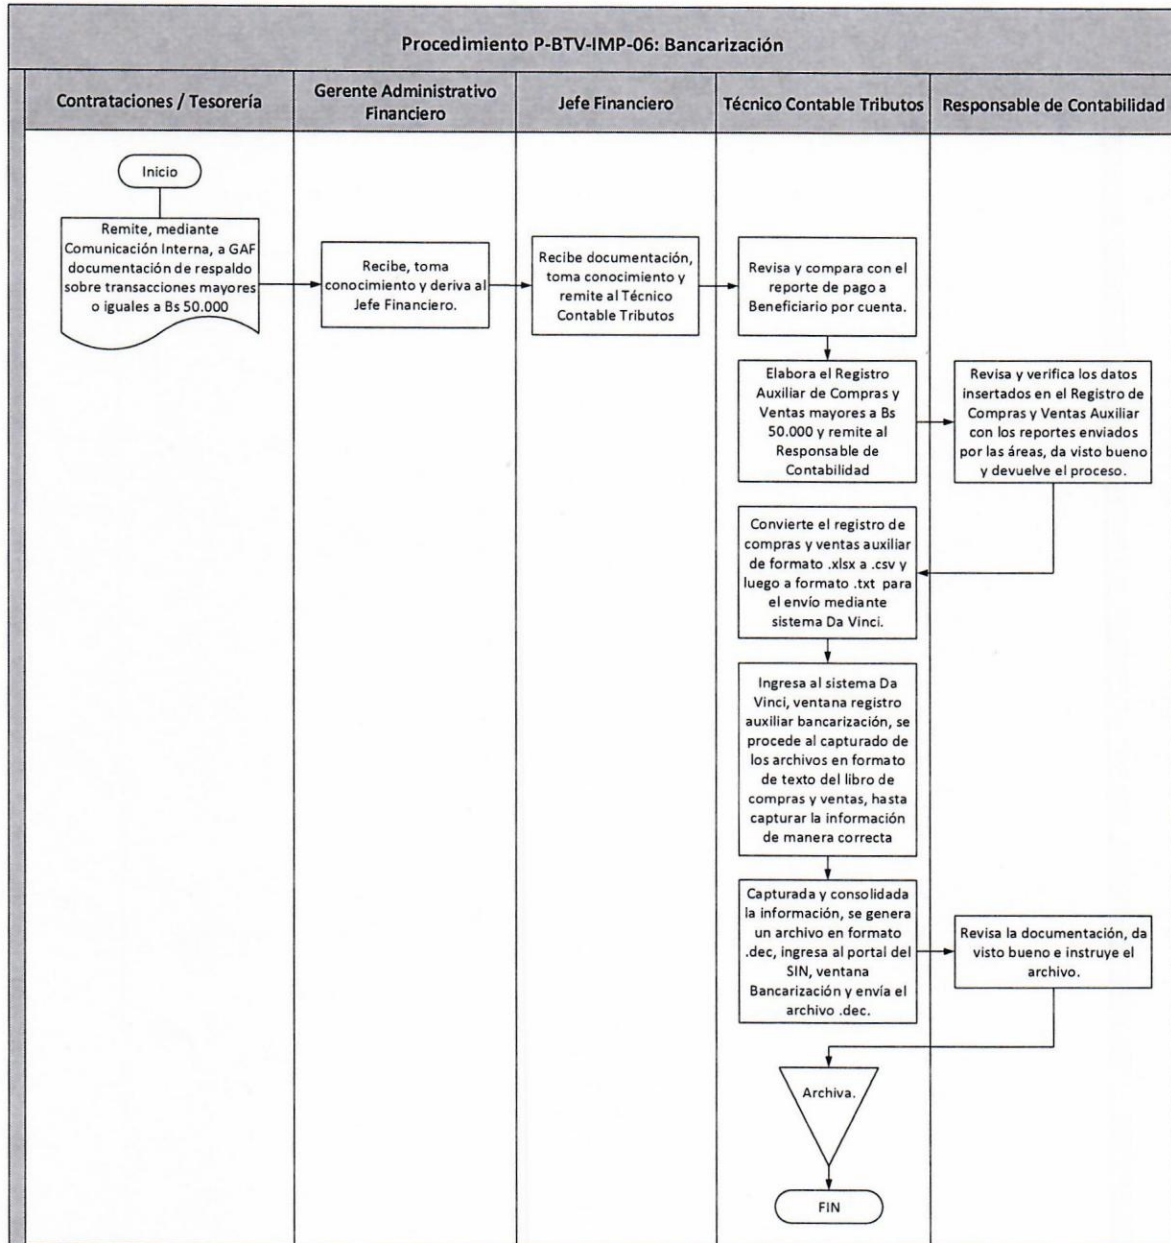 Procedimiento P-BTV-IMP-06: Bancarización
Contrataciones / Tesorería
Gerente Administrativo
Financiero
Jefe Financiero
Técnico Contable Tributos
Responsable de Contabilidad
Inicio
Remite, mediante
Comunicación Interna, a GAF
documentación de respaldo
sobre transacciones mayores
o iguales a Bs 50.000
Recibe, toma
conocimiento y deriva al
Jefe Financiero.
Recibe documentación,
toma conocimiento y
remite al Técnico
Contable Tributos
Revisa y compara con el
reporte de pago a
Beneficiario por cuenta.
Elabora el Registro
Auxiliar de Compras y
Ventas mayores a Bs
50.000 y remite al
Responsable de
Contabilidad
Revisa y verifica los datos
insertados en el Registro de
Compras y Ventas Auxiliar
con los reportes enviados
por las áreas, da visto bueno
y devuelve el proceso.
Convierte el registro de
compras y ventas auxiliar
de formato .xlsx a .csv y
luego a formato .txt para
el envío mediante
sistema Da Vinci.
Ingresa al sistema Da
Vinci, ventana registro
auxiliar bancarización, se
procede al capturado de
los archivos en formato
de texto del libro de
compras y ventas, hasta
capturar la información
de manera correcta
Capturada y consolidada
la información, se genera
un archivo en formato
.dec, ingresa al portal del
SIN, ventana
Bancarización y envía el
archivo .dec.
Revisa la documentación, da
visto bueno e instruye el
archivo.
Archiva.
FIN